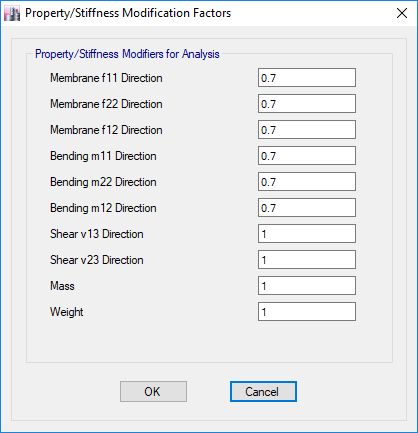 Property/Stiffness Modification Factors
Property/Stiffness Modifiers for Analysis
Membrane f11 Direction 0.7
Membrane f22 Direction 0.7
Membrane f12 Direction 0.7
Bending m11 Direction 0.7
Bending m22 Direction 0.7
Bending m12 Direction 0.7
Shear v13 Direction 1
Shear v23 Direction 1
Mass 1
Weight 1
OK Cancel